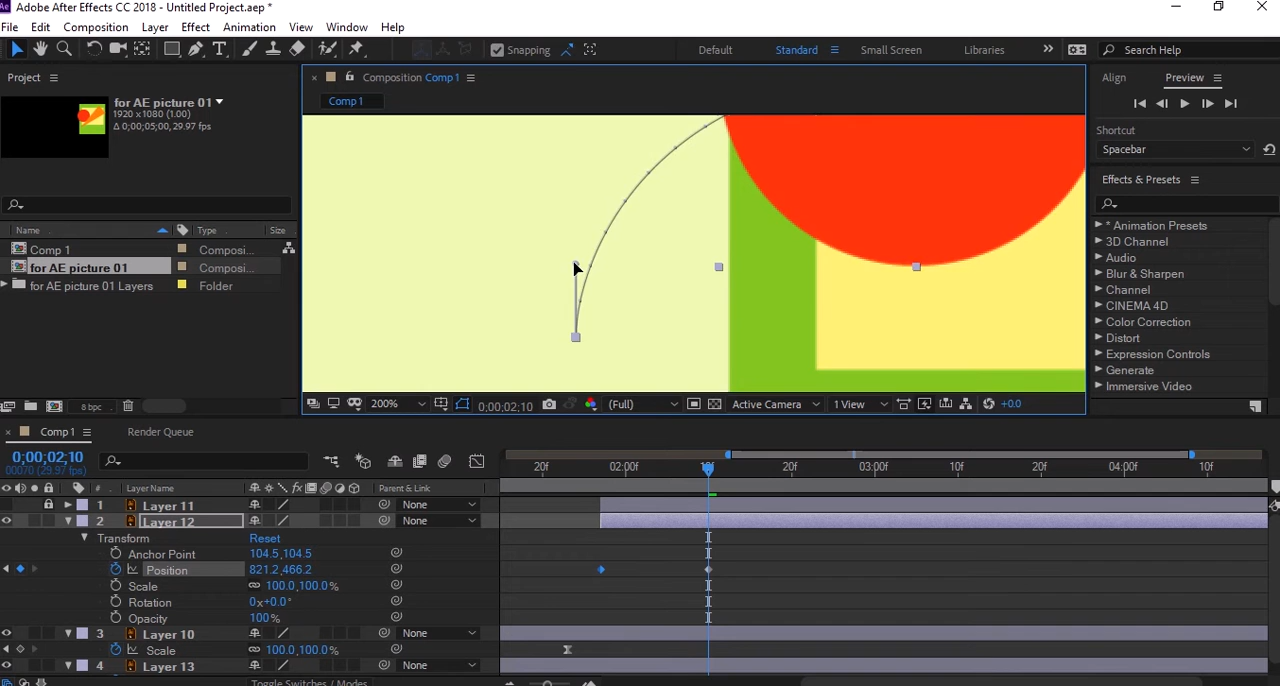 Adobe After Effects CC 2018 - Untitled Project.aep *
File Edit Composition Layer Effect Animation View Window Help
Snapping Default Standard Small Screen Libraries Search Help
Project
Composition Comp 1
Align Preview
Comp 1
for AE picture 01
1920 x 1080 (1.00)
Δ 0;00;05;00, 29.97 fps
Shortcut
Spacebar
Effects & Presets
Name Type Size
Comp 1 Composi...
for AE picture 01 Composi...
for AE picture 01 Layers Folder
* Animation Presets
3D Channel
Audio
Blur & Sharpen
Channel
CINEMA 4D
Color Correction
Distort
Expression Controls
Generate
Immersive Video
8 bpc
200% 0;00;02;10 (Full) Active Camera 1 View +0.0
Comp 1 Render Queue
0;00;02;10
00070 (29.97 fps)
20f 02:00f 20f 03:00f 10f 20f 04:00f 10f
# Layer Name Parent & Link
1 Layer 11 None
2 Layer 12 None
Transform Reset
Anchor Point 104.5,104.5
Position 821.2,466.2
Scale 100.0,100.0%
Rotation 0x+0.0°
Opacity 100%
3 Layer 10 None
Scale 100.0,100.0%
4 Layer 13 None
Toggle Switches / Modes